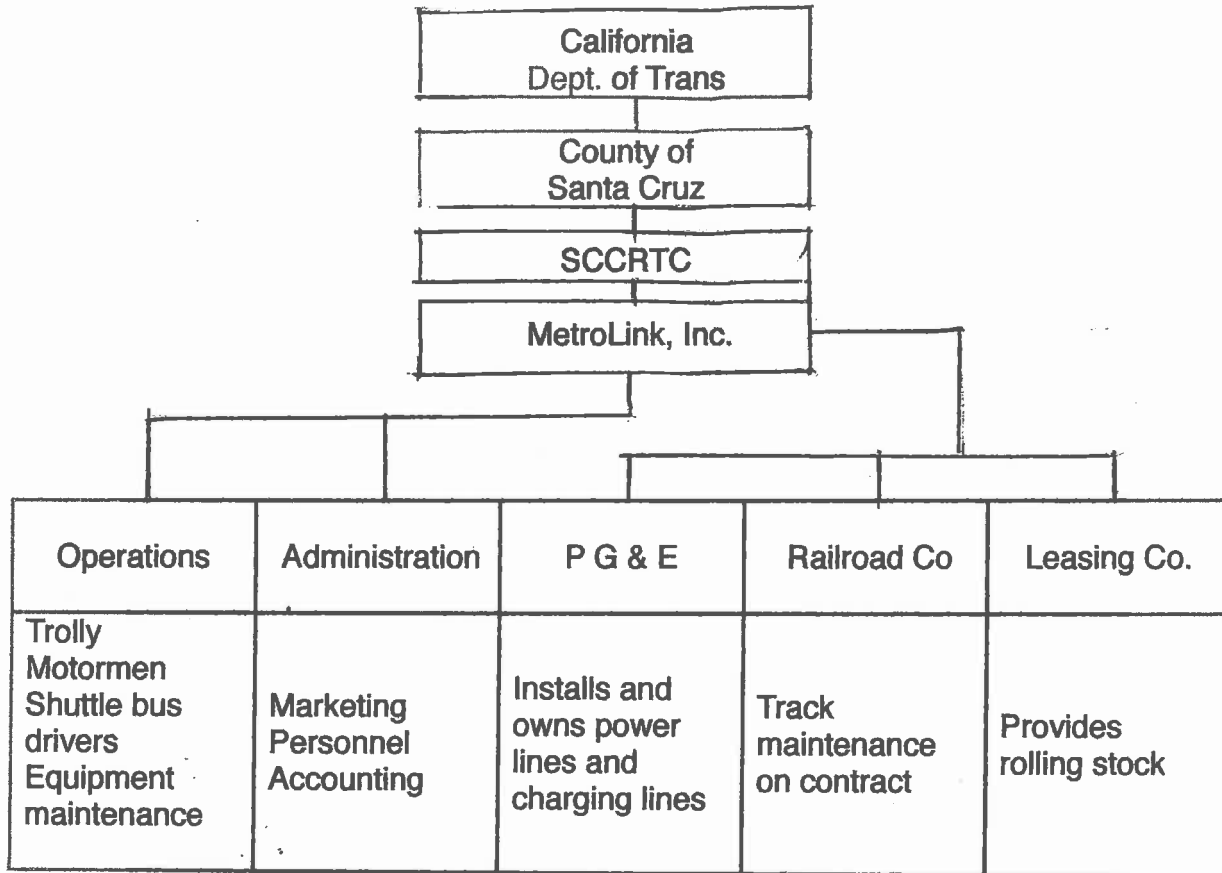 California
Dept. of Trans
County of
Santa Cruz
SCCRTC
MetroLink, Inc.
Operations
Administration
P G & E
Railroad Co
Leasing Co.
Trolly
Motormen
Shuttle bus
drivers
Equipment
maintenance
Marketing
Personnel
Accounting
Installs and
owns power
lines and
charging lines
Track
maintenance
on contract
Provides
rolling stock